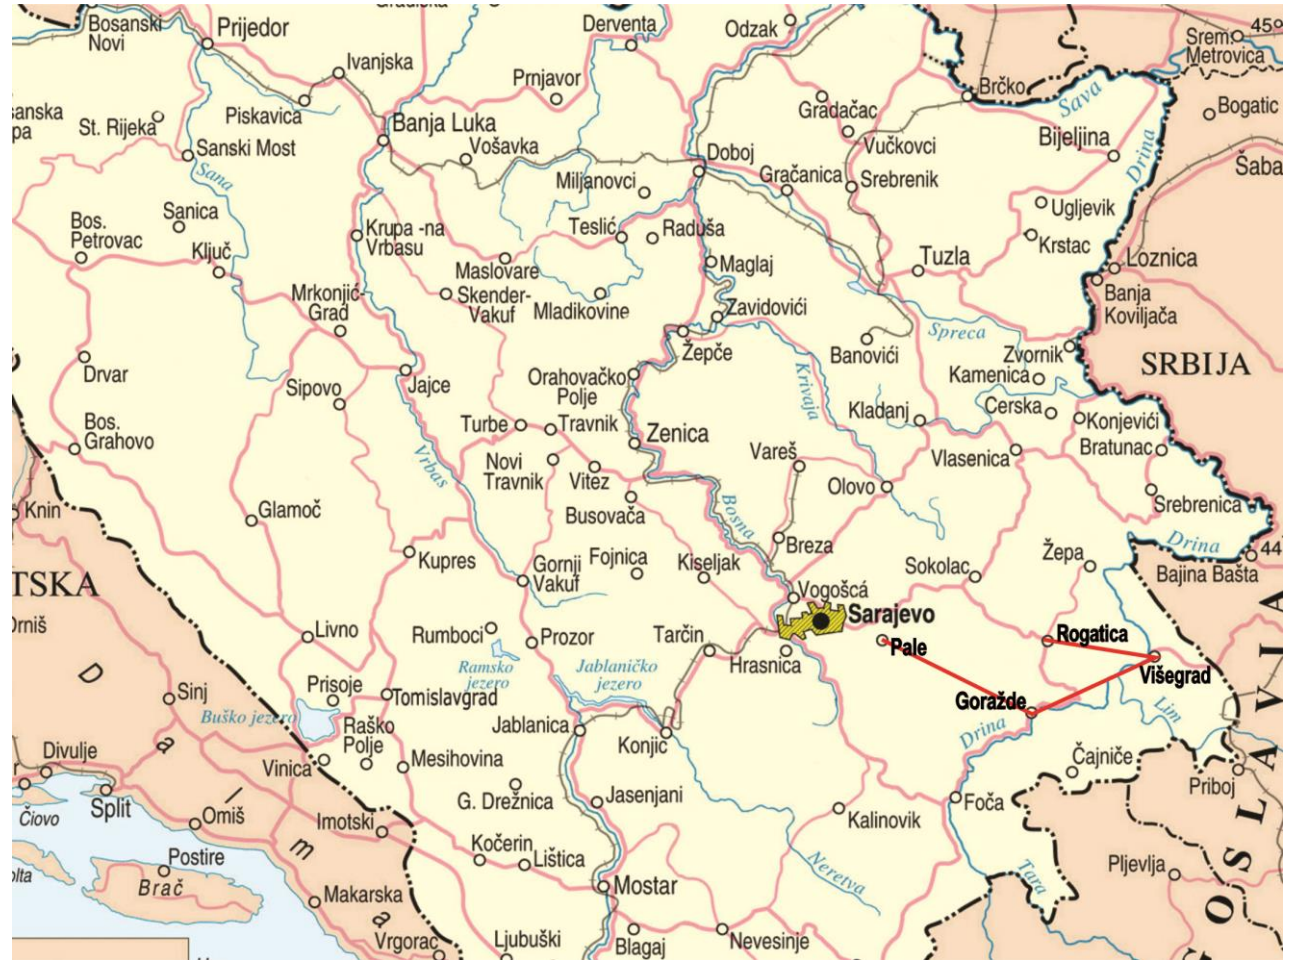 Bosanski
Novi
Prijedor
Ivanjska
Piskavica
St. Rijeka
Sanski Most
Sana
Banja Luka
Vošavka
Prnjavor
Derventa
Odzak
Brčko
Sava
Srem.
Metrovica
45°
Bogatic
Gradačac
Vučkovci
Bijeljina
Drina
Doboj
Gračanica
Srebrenik
Miljanovci
Ugljevik
Krstac
Sanica
Bos.
Petrovac
Ključ
Krupa -na
Vrbasu
Teslić
Raduša
Maslovare
Maglaj
Tuzla
Loznica
Banja
Koviljača
Mrkonjić-
Grad
Skender-
Vakuf
Mladikovine
Zavidovići
Žepče
Spreca
Banovići
Zvornik
Kamenica
SRBIJA
Drvar
Sipovo
Jajce
Orahovačko
Polje
Krivaja
Kladanj
Cerska
Konjevići
Bratunac
Bos.
Grahovo
Turbe
Travnik
Zenica
Vareš
Vlasenica
Vrbas
Novi
Travnik
Vitez
Busovača
Bosna
Olovo
Srebrenica
Knin
Glamoč
Kupres
Gornji
Vakuf
Fojnica
Kiseljak
Breza
Sokolac
Žepa
Drina
44
Bajina Bašta
TSKA
Vogošcá
Sarajevo
Livno
Rumboci
Prozor
Tarčin
Hrasnica
Pale
Rogatica
Višegrad
Ramsko
jezero
Jablaničko
jezero
Goražde
Drina
Lim
Sinj
Prisoje
Tomislavgrad
Buško jezero
Raško
Polje
Jablanica
Konjic
Čajniče
Priboj
Divulje
Vinica
Mesihovina
G. Drežnica
Jasenjani
Kalinovik
Foča
Čiovo
Split
Omiš
Imotski
Kočerin
Lištica
Neretva
Tara
Pljevlja
Postire
Brač
Makarska
Mostar
Vrgorac
Ljubuški
Blagaj
Nevesinje
D a l m a
G O S L A V I A